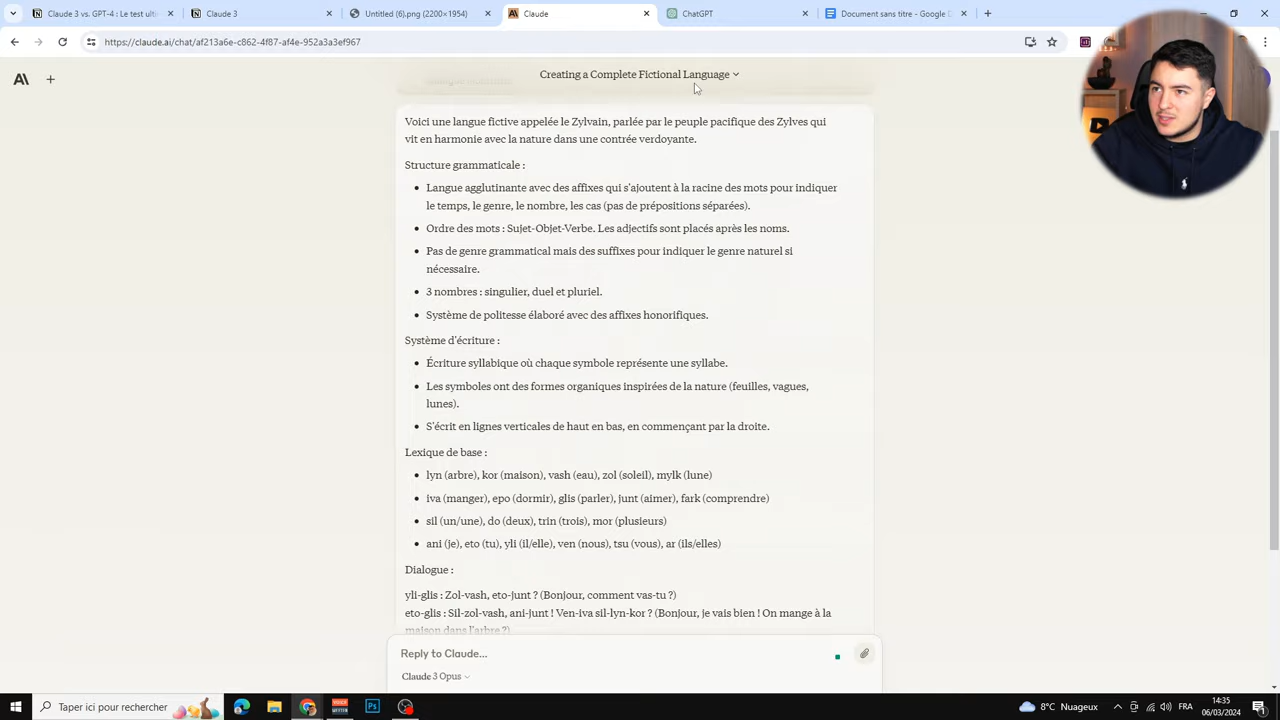 Claude 3 vs. GPT-4 : Le test ultin
Claude 3
Untitled (6).png (2200×1954)
Claude
ChatGPT
Document sans titre - Google D
https://claude.ai/chat/af213a6e-c862-4f87-af4e-952a3a3ef967
Creating a Complete Fictional Language
Voici une langue fictive appelée le Zylvain, parlée par le peuple pacifique des Zylves qui
vit en harmonie avec la nature dans une contrée verdoyante.
Structure grammaticale :
Langue agglutinante avec des affixes qui s'ajoutent à la racine des mots pour indiquer
le temps, le genre, le nombre, les cas (pas de prépositions séparées).
Ordre des mots : Sujet-Objet-Verbe. Les adjectifs sont placés après les noms.
Pas de genre grammatical mais des suffixes pour indiquer le genre naturel si
nécessaire.
3 nombres : singulier, duel et pluriel.
Système de politesse élaboré avec des affixes honorifiques.
Système d'écriture :
Écriture syllabique où chaque symbole représente une syllabe.
Les symboles ont des formes organiques inspirées de la nature (feuilles, vagues,
lunes).
S'écrit en lignes verticales de haut en bas, en commençant par la droite.
Lexique de base :
lyn (arbre), kor (maison), vash (eau), zol (soleil), mylk (lune)
iva (manger), epo (dormir), glis (parler), junt (aimer), fark (comprendre)
sil (un/une), do (deux), trin (trois), mor (plusieurs)
ani (je), eto (tu), yli (il/elle), ven (nous), tsu (vous), ar (ils/elles)
Dialogue :
yli-glis : Zol-vash, eto-junt ? (Bonjour, comment vas-tu ?)
eto-glis : Sil-zol-vash, ani-junt ! Ven-iva sil-lyn-kor ? (Bonjour, je vais bien ! On mange à la
maison dans l'arbre ?)
Reply to Claude...
Claude 3 Opus
Taper ici pour rechercher
8°C Nuageux
FR
14:35
06/03/2024